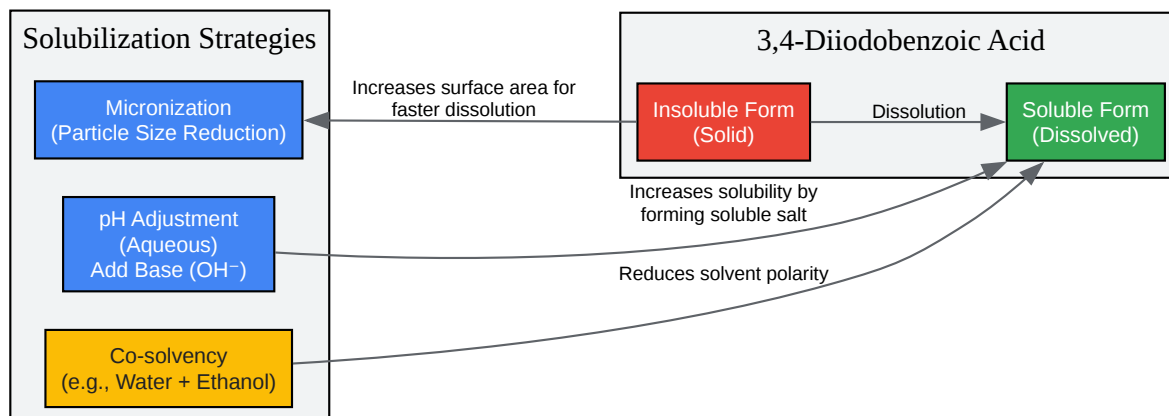 Solubilization Strategies
Micronization
(Particle Size Reduction)
pH Adjustment
(Aqueous)
Add Base (OH⁻)
Co-solvency
(e.g., Water + Ethanol)
Increases surface area for
faster dissolution
3,4-Diiodobenzoic Acid
Insoluble Form
(Solid)
Dissolution
Soluble Form
(Dissolved)
Increases solubility by
forming soluble salt
Reduces solvent polarity